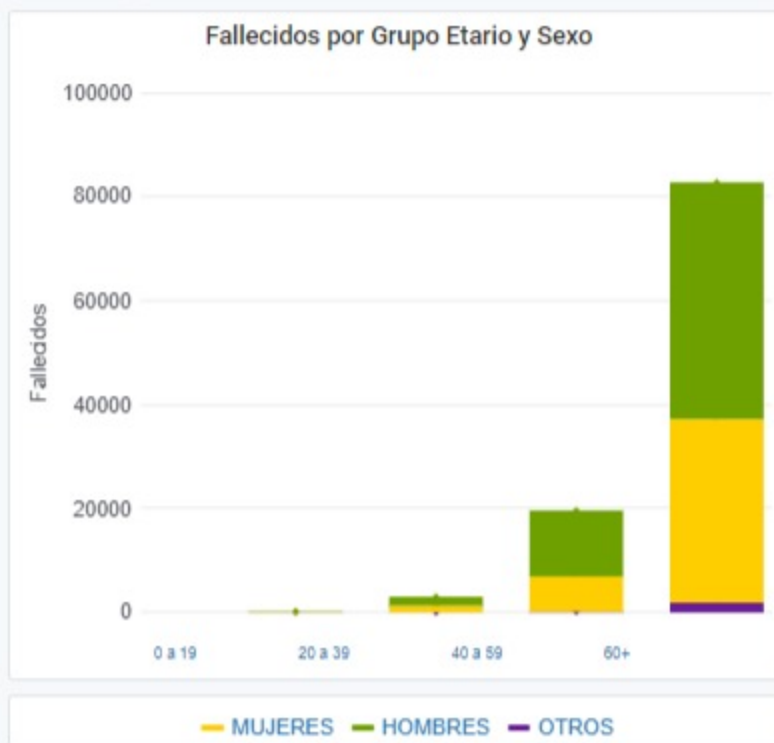 Fallecidos por Grupo Etario y Sexo
100000
80000
60000
40000
20000
0
Fallecidos
0 a 19
20 a 39
40 a 59
60+
MUJERES
HOMBRES
OTROS